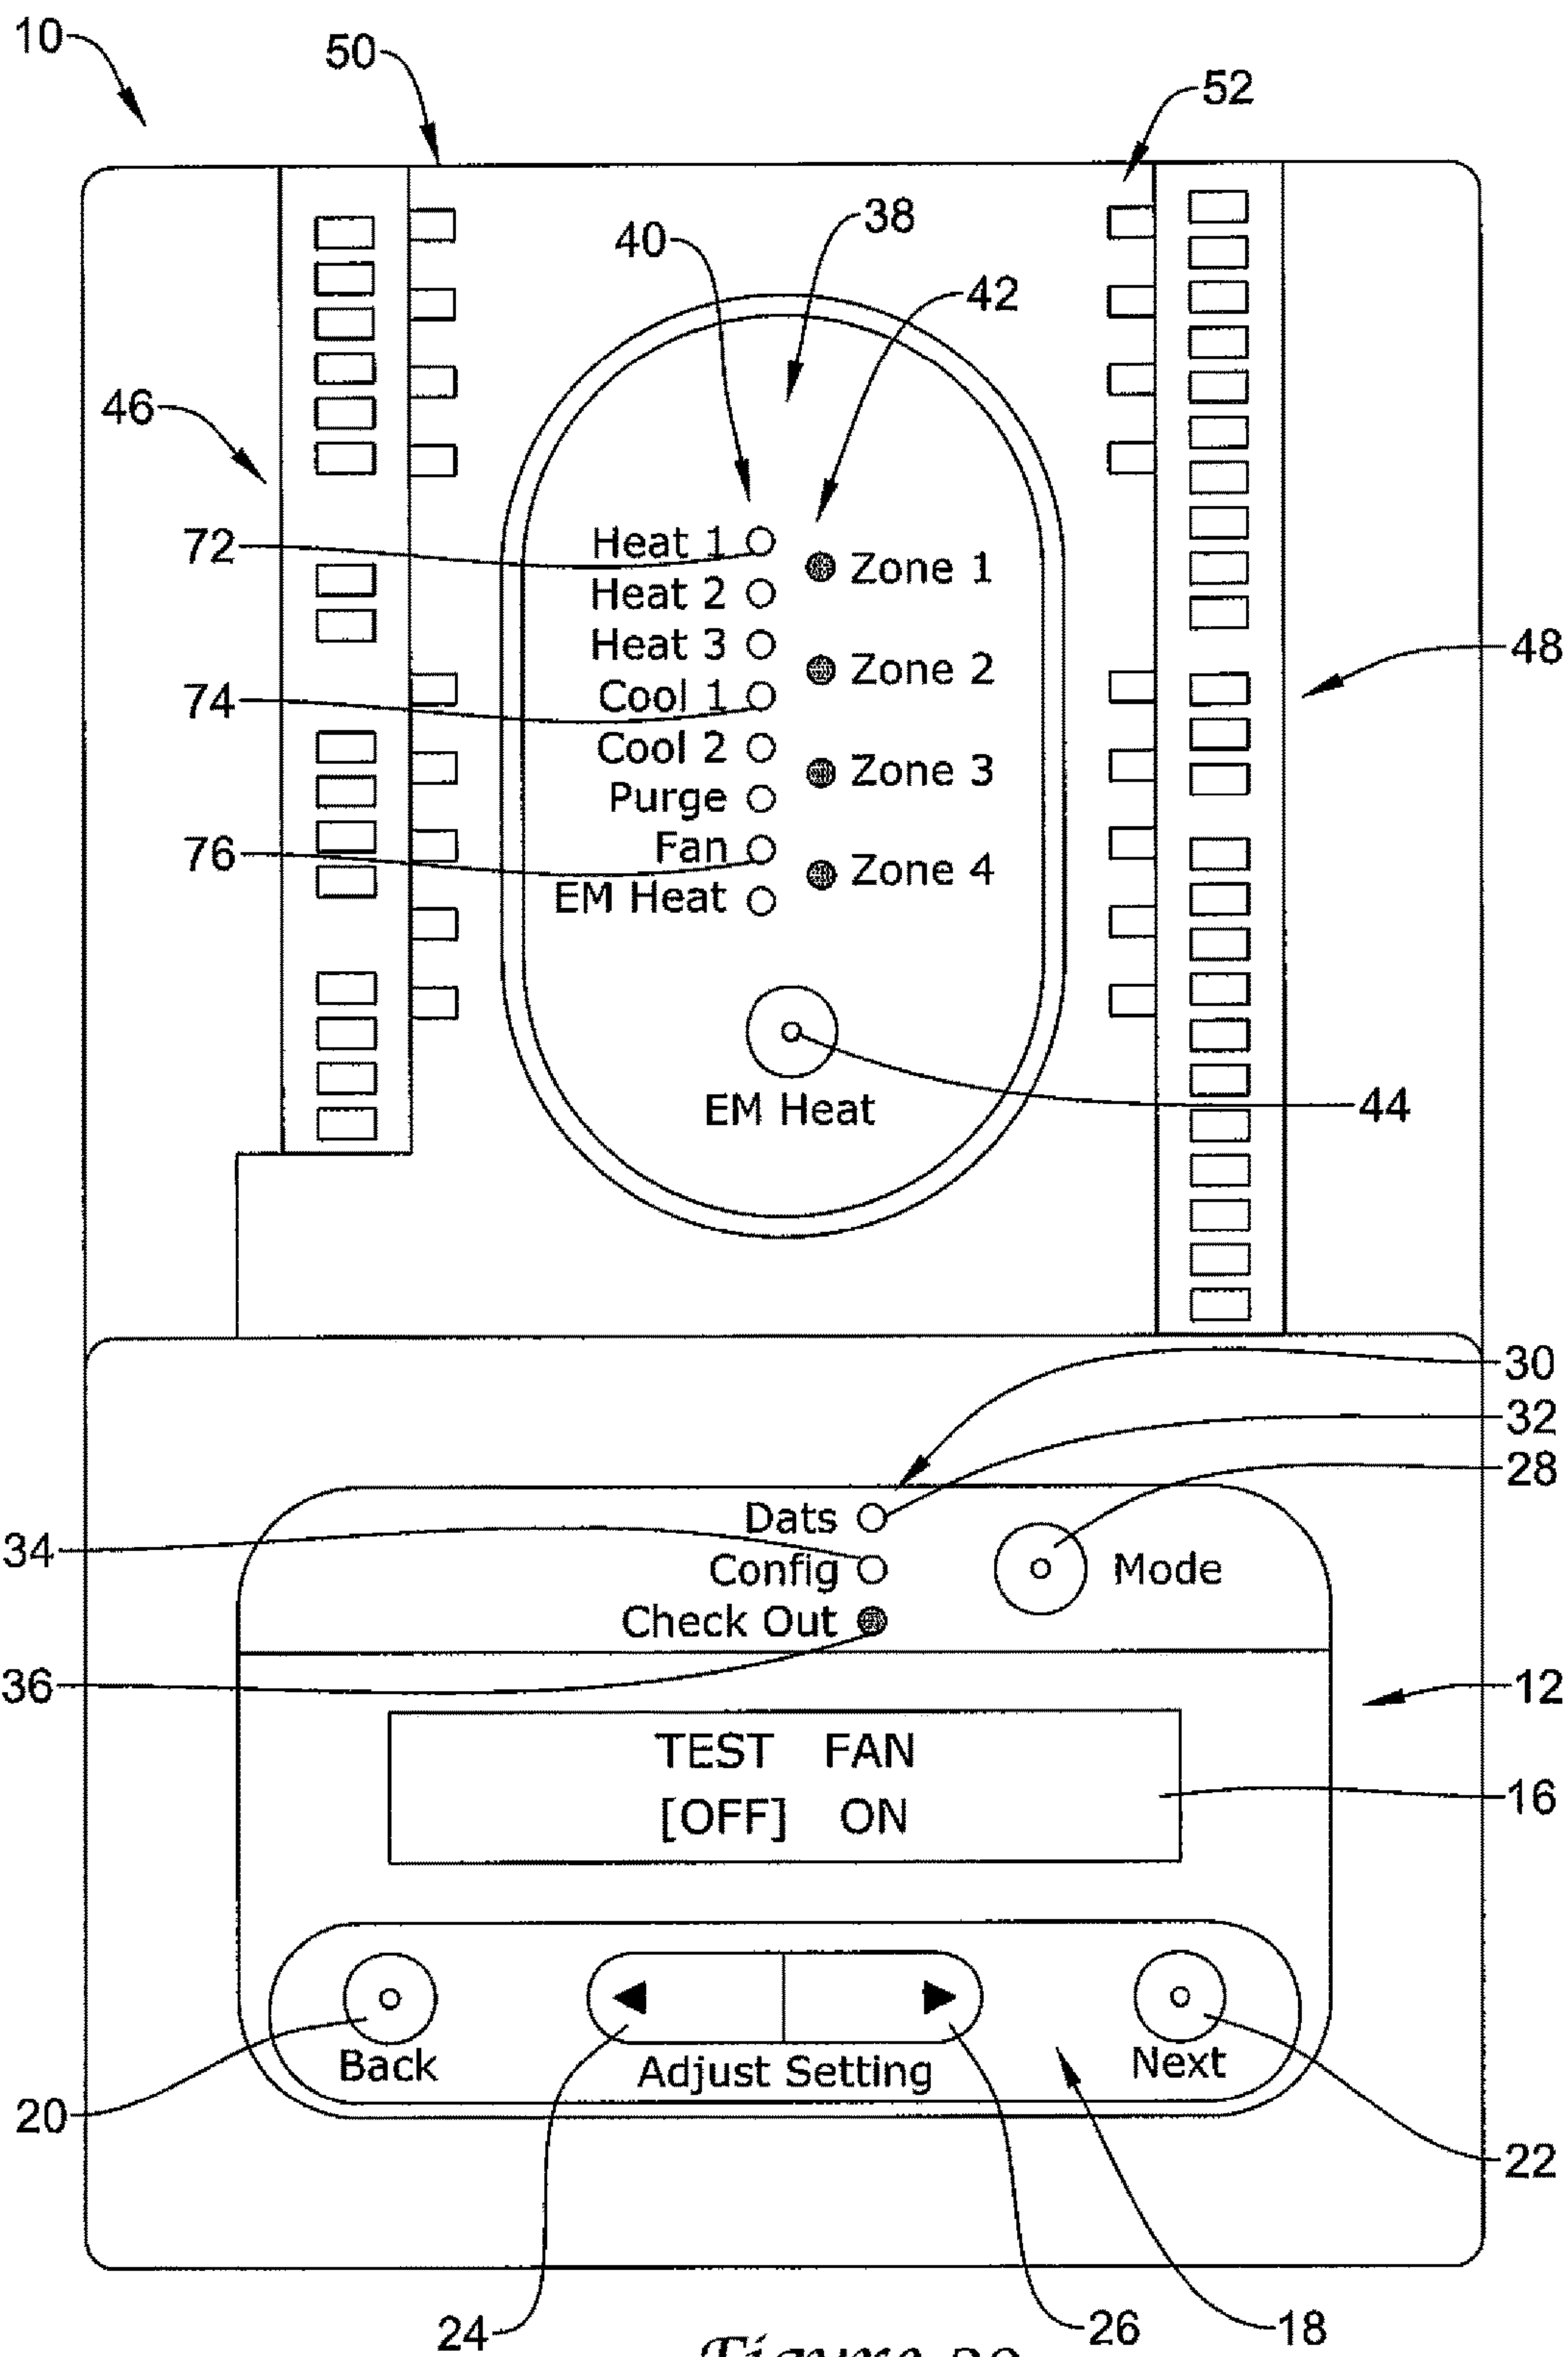 10
50
52
38
40
42
46
72
Heat 1
Zone 1
Heat 2
Heat 3
Zone 2
48
74
Cool 1
Cool 2
Zone 3
Purge
76
Fan
Zone 4
EM Heat
EM Heat
44
30
32
28
Dats
34
Config
Mode
Check Out
36
12
TEST FAN
[OFF] ON
16
Back
Adjust Setting
Next
20
22
24
26
18
Figure